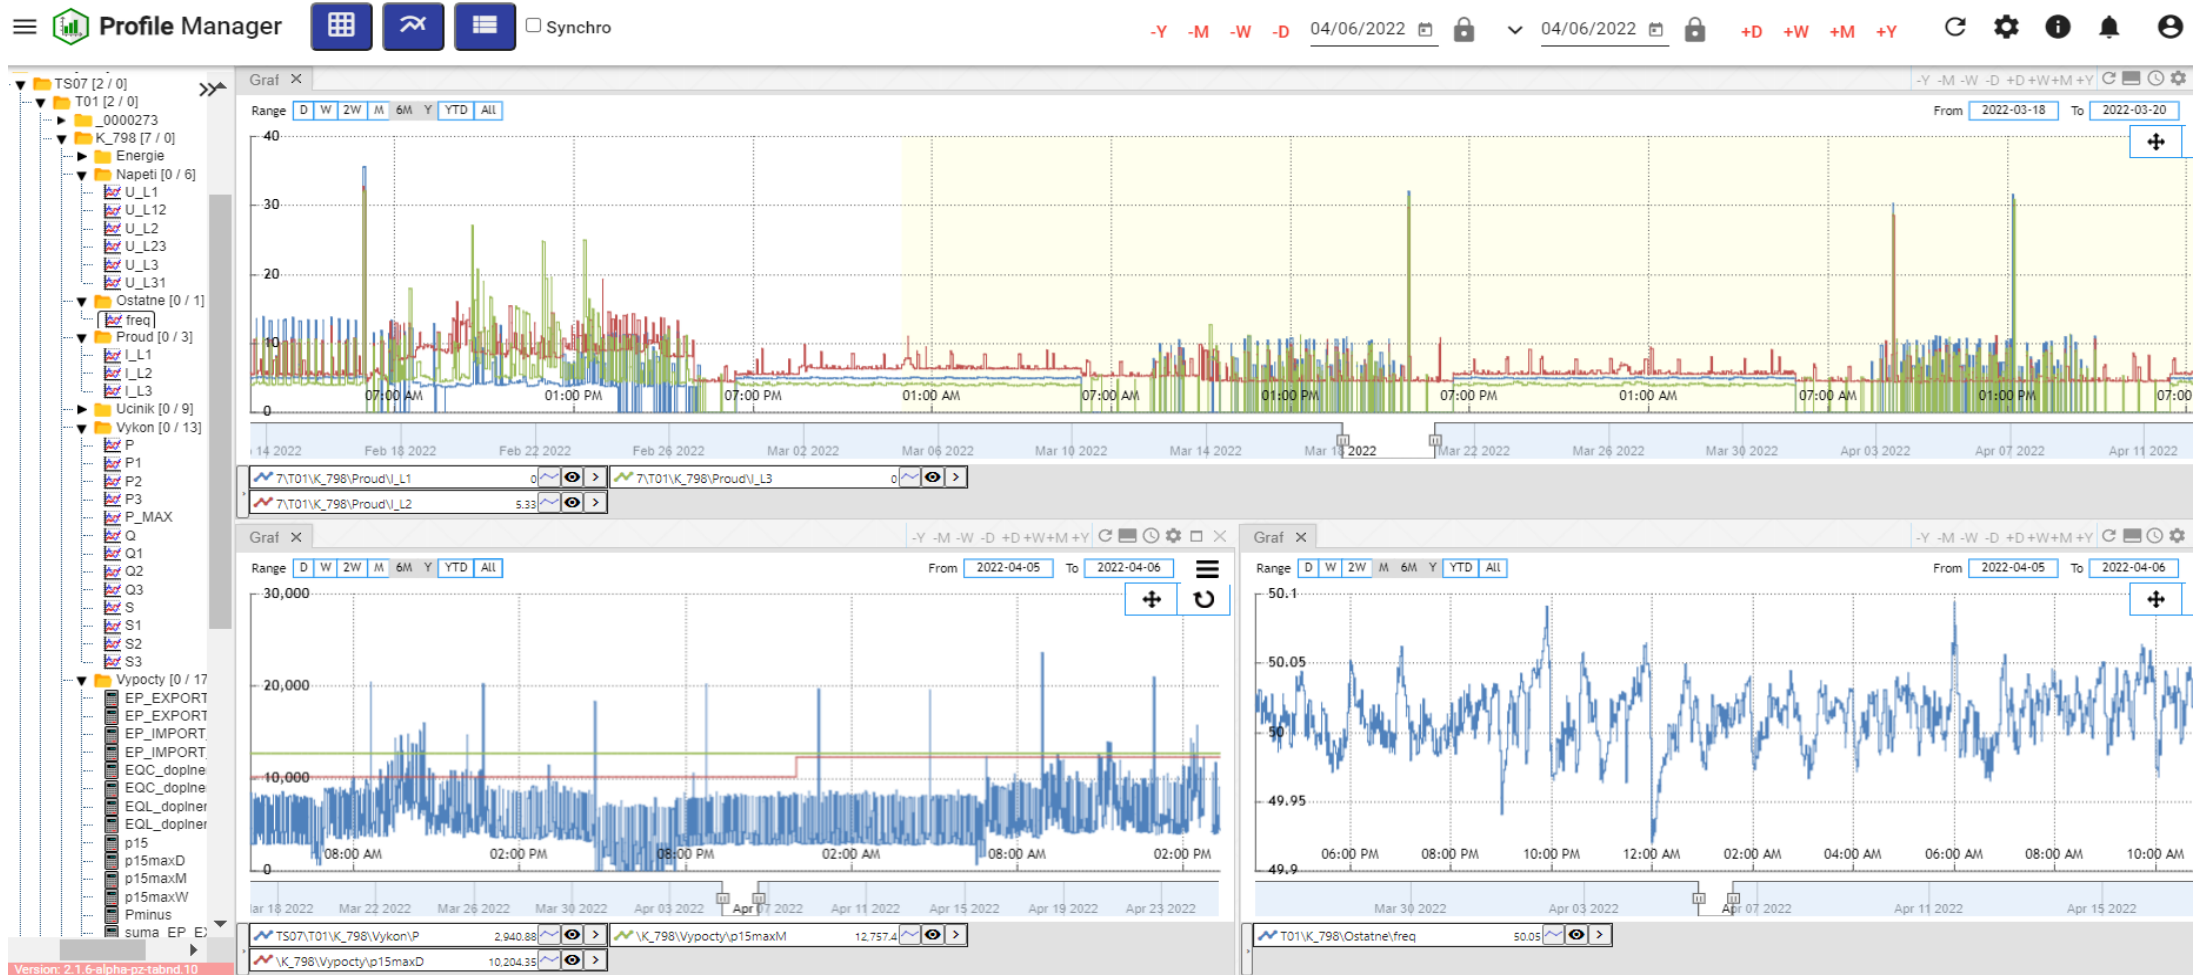 Profile Manager
Synchro
-Y -M -W -D 04/06/2022 04/06/2022 +D +W +M +Y
TS07 [2 / 0]
T01 [2 / 0]
_0000273
K_798 [7 / 0]
Energie
Napeti [0 / 6]
U_L1
U_L12
U_L2
U_L23
U_L3
U_L31
Ostatne [0 / 1]
freq
Proud [0 / 3]
I_L1
I_L2
I_L3
Ucinik [0 / 9]
Vykon [0 / 13]
P
P1
P2
P3
P_MAX
Q
Q1
Q2
Q3
S
S1
S2
S3
Vypocty [0 / 17
EP_EXPORT
EP_EXPORT
EP_IMPORT_
EP_IMPORT_
EQC_doplne
EQC_doplne
EQL_doplner
EQL_doplner
p15
p15maxD
p15maxM
p15maxW
Pminus
suma_EP_E
Version: 2.1.6-alpha-pz-tabnd.10
Graf
-Y -M -W -D +D +W +M +Y
Range D W 2W M 6M Y YTD All
From 2022-03-18 To 2022-03-20
40
30
20
10
0
07:00 AM 01:00 PM 07:00 PM 01:00 AM 07:00 AM 01:00 PM 07:00 PM 01:00 AM 07:00 AM 01:00 PM 07:00
14 2022 Feb 18 2022 Feb 22 2022 Feb 26 2022 Mar 02 2022 Mar 06 2022 Mar 10 2022 Mar 14 2022 Mar 18 2022 Mar 22 2022 Mar 26 2022 Mar 30 2022 Apr 03 2022 Apr 07 2022 Apr 11 2022
7\T01\K_798\Proud\I_L1 0
7\T01\K_798\Proud\I_L3 0
7\T01\K_798\Proud\I_L2 5.33
Graf
-Y -M -W -D +D +W +M +Y
Range D W 2W M 6M Y YTD All
From 2022-04-05 To 2022-04-06
30,000
20,000
10,000
0
08:00 AM 02:00 PM 08:00 PM 02:00 AM 08:00 AM 02:00 PM
ar 18 2022 Mar 22 2022 Mar 26 2022 Mar 30 2022 Apr 03 2022 Apr 07 2022 Apr 11 2022 Apr 15 2022 Apr 19 2022 Apr 23 2022
TS07\T01\K_798\Vykon\P 2,940.88
\K_798\Vypocty\p15maxM 12,757.4
\K_798\Vypocty\p15maxD 10,204.35
Graf
-Y -M -W -D +D +W +M +Y
Range D W 2W M 6M Y YTD All
From 2022-04-05 To 2022-04-06
50.1
50.05
50
49.95
49.9
06:00 PM 08:00 PM 10:00 PM 12:00 AM 02:00 AM 04:00 AM 06:00 AM 08:00 AM 10:00 AM
Mar 30 2022 Apr 03 2022 Apr 07 2022 Apr 11 2022 Apr 15 2022
T01\K_798\Ostatne\freq 50.05